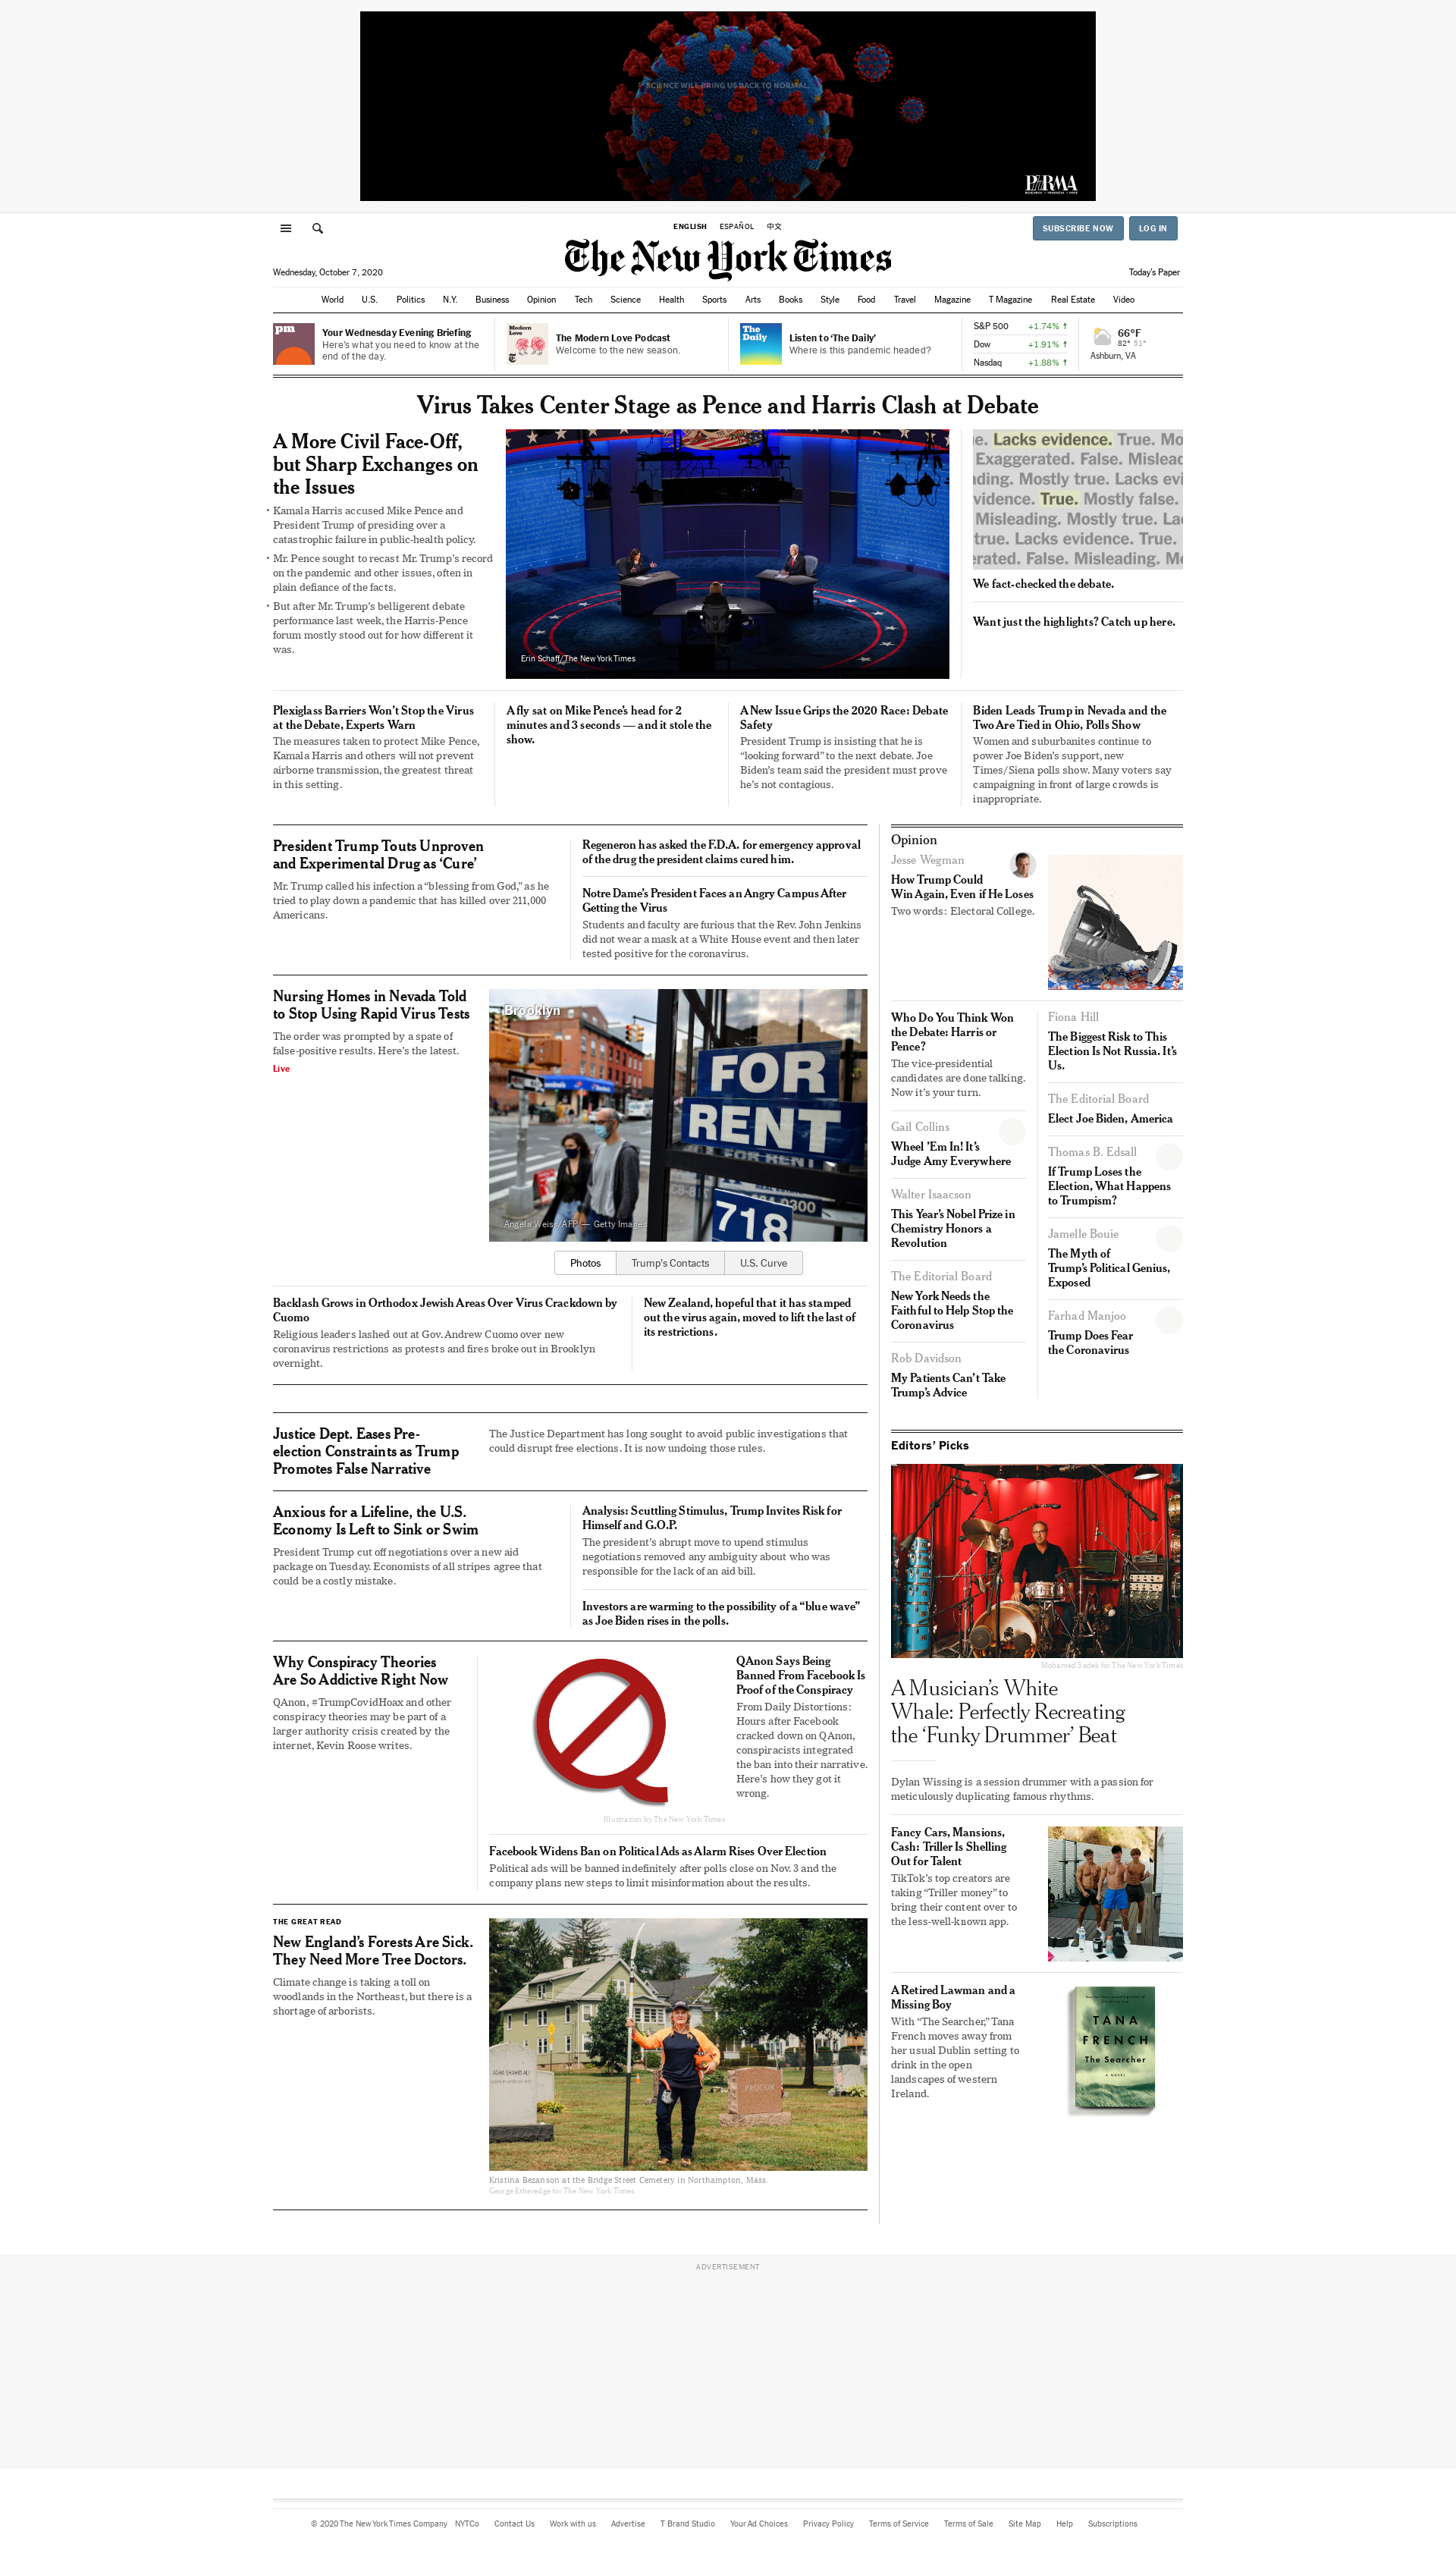 SCIENCE WILL BRING US BACK TO NORMAL.
PhRMA
RESEARCH • PROGRESS • HOPE
ENGLISH ESPAÑOL 中文
SUBSCRIBE NOW LOG IN
The New York Times
Wednesday, October 7, 2020
Today's Paper
World U.S. Politics N.Y. Business Opinion Tech Science Health Sports Arts Books Style Food Travel Magazine T Magazine Real Estate Video
pm
Your Wednesday Evening Briefing
Here's what you need to know at the
end of the day.
Modern
Love
The Modern Love Podcast
Welcome to the new season.
The
Daily
Listen to 'The Daily'
Where is this pandemic headed?
S&P 500 +1.74% ↑
Dow +1.91% ↑
Nasdaq +1.88% ↑
66°F
82° 51°
Ashburn, VA
Virus Takes Center Stage as Pence and Harris Clash at Debate
A More Civil Face-Off,
but Sharp Exchanges on
the Issues
• Kamala Harris accused Mike Pence and
President Trump of presiding over a
catastrophic failure in public-health policy.
• Mr. Pence sought to recast Mr. Trump's record
on the pandemic and other issues, often in
plain defiance of the facts.
• But after Mr. Trump's belligerent debate
performance last week, the Harris-Pence
forum mostly stood out for how different it
was.
Erin Schaff/The New York Times
e. Lacks evidence. True. Mo
Exaggerated. False. Mislead
ding. Mostly true. Lacks evi
vidence. True. Mostly false.
Misleading. Mostly true. Lac
true. Lacks evidence. True.
erated. False. Misleading. Mo
We fact-checked the debate.
Want just the highlights? Catch up here.
Plexiglass Barriers Won't Stop the Virus
at the Debate, Experts Warn
The measures taken to protect Mike Pence,
Kamala Harris and others will not prevent
airborne transmission, the greatest threat
in this setting.
A fly sat on Mike Pence's head for 2
minutes and 3 seconds — and it stole the
show.
A New Issue Grips the 2020 Race: Debate
Safety
President Trump is insisting that he is
“looking forward” to the next debate. Joe
Biden's team said the president must prove
he's not contagious.
Biden Leads Trump in Nevada and the
Two Are Tied in Ohio, Polls Show
Women and suburbanites continue to
power Joe Biden's support, new
Times/Siena polls show. Many voters say
campaigning in front of large crowds is
inappropriate.
President Trump Touts Unproven
and Experimental Drug as ‘Cure’
Mr. Trump called his infection a “blessing from God,” as he
tried to play down a pandemic that has killed over 211,000
Americans.
Regeneron has asked the F.D.A. for emergency approval
of the drug the president claims cured him.
Notre Dame's President Faces an Angry Campus After
Getting the Virus
Students and faculty are furious that the Rev. John Jenkins
did not wear a mask at a White House event and then later
tested positive for the coronavirus.
Nursing Homes in Nevada Told
to Stop Using Rapid Virus Tests
The order was prompted by a spate of
false-positive results. Here's the latest.
Live
Brooklyn
FOR
RENT
FOR RENT
718
Angela Weiss/AFP — Getty Images
Photos Trump's Contacts U.S. Curve
Backlash Grows in Orthodox Jewish Areas Over Virus Crackdown by
Cuomo
Religious leaders lashed out at Gov. Andrew Cuomo over new
coronavirus restrictions as protests and fires broke out in Brooklyn
overnight.
New Zealand, hopeful that it has stamped
out the virus again, moved to lift the last of
its restrictions.
Justice Dept. Eases Pre-
election Constraints as Trump
Promotes False Narrative
The Justice Department has long sought to avoid public investigations that
could disrupt free elections. It is now undoing those rules.
Anxious for a Lifeline, the U.S.
Economy Is Left to Sink or Swim
President Trump cut off negotiations over a new aid
package on Tuesday. Economists of all stripes agree that
could be a costly mistake.
Analysis: Scuttling Stimulus, Trump Invites Risk for
Himself and G.O.P.
The president's abrupt move to upend stimulus
negotiations removed any ambiguity about who was
responsible for the lack of an aid bill.
Investors are warming to the possibility of a “blue wave”
as Joe Biden rises in the polls.
Why Conspiracy Theories
Are So Addictive Right Now
QAnon, #TrumpCovidHoax and other
conspiracy theories may be part of a
larger authority crisis created by the
internet, Kevin Roose writes.
Illustration by The New York Times
QAnon Says Being
Banned From Facebook Is
Proof of the Conspiracy
From Daily Distortions:
Hours after Facebook
cracked down on QAnon,
conspiracists integrated
the ban into their narrative.
Here's how they got it
wrong.
Facebook Widens Ban on Political Ads as Alarm Rises Over Election
Political ads will be banned indefinitely after polls close on Nov. 3 and the
company plans new steps to limit misinformation about the results.
THE GREAT READ
New England's Forests Are Sick.
They Need More Tree Doctors.
Climate change is taking a toll on
woodlands in the Northeast, but there is a
shortage of arborists.
AGHA SHAHID ALI
PROCON
Kristina Bezanson at the Bridge Street Cemetery in Northampton, Mass.
George Etheredge for The New York Times
Opinion
Jesse Wegman
How Trump Could
Win Again, Even if He Loses
Two words: Electoral College.
Who Do You Think Won
the Debate: Harris or
Pence?
The vice-presidential
candidates are done talking.
Now it's your turn.
Gail Collins
Wheel ’Em In! It’s
Judge Amy Everywhere
Walter Isaacson
This Year's Nobel Prize in
Chemistry Honors a
Revolution
The Editorial Board
New York Needs the
Faithful to Help Stop the
Coronavirus
Rob Davidson
My Patients Can't Take
Trump's Advice
Fiona Hill
The Biggest Risk to This
Election Is Not Russia. It's
Us.
The Editorial Board
Elect Joe Biden, America
Thomas B. Edsall
If Trump Loses the
Election, What Happens
to Trumpism?
Jamelle Bouie
The Myth of
Trump's Political Genius,
Exposed
Farhad Manjoo
Trump Does Fear
the Coronavirus
Editors' Picks
Mohamed Sadek for The New York Times
A Musician's White
Whale: Perfectly Recreating
the ‘Funky Drummer’ Beat
Dylan Wissing is a session drummer with a passion for
meticulously duplicating famous rhythms.
Fancy Cars, Mansions,
Cash: Triller Is Shelling
Out for Talent
TikTok's top creators are
taking “Triller money” to
bring their content over to
the less-well-known app.
A Retired Lawman and a
Missing Boy
With “The Searcher,” Tana
French moves away from
her usual Dublin setting to
drink in the open
landscapes of western
Ireland.
TANA
FRENCH
The Searcher
A NOVEL
ADVERTISEMENT
© 2020 The New York Times Company NYTCo Contact Us Work with us Advertise T Brand Studio Your Ad Choices Privacy Policy Terms of Service Terms of Sale Site Map Help Subscriptions